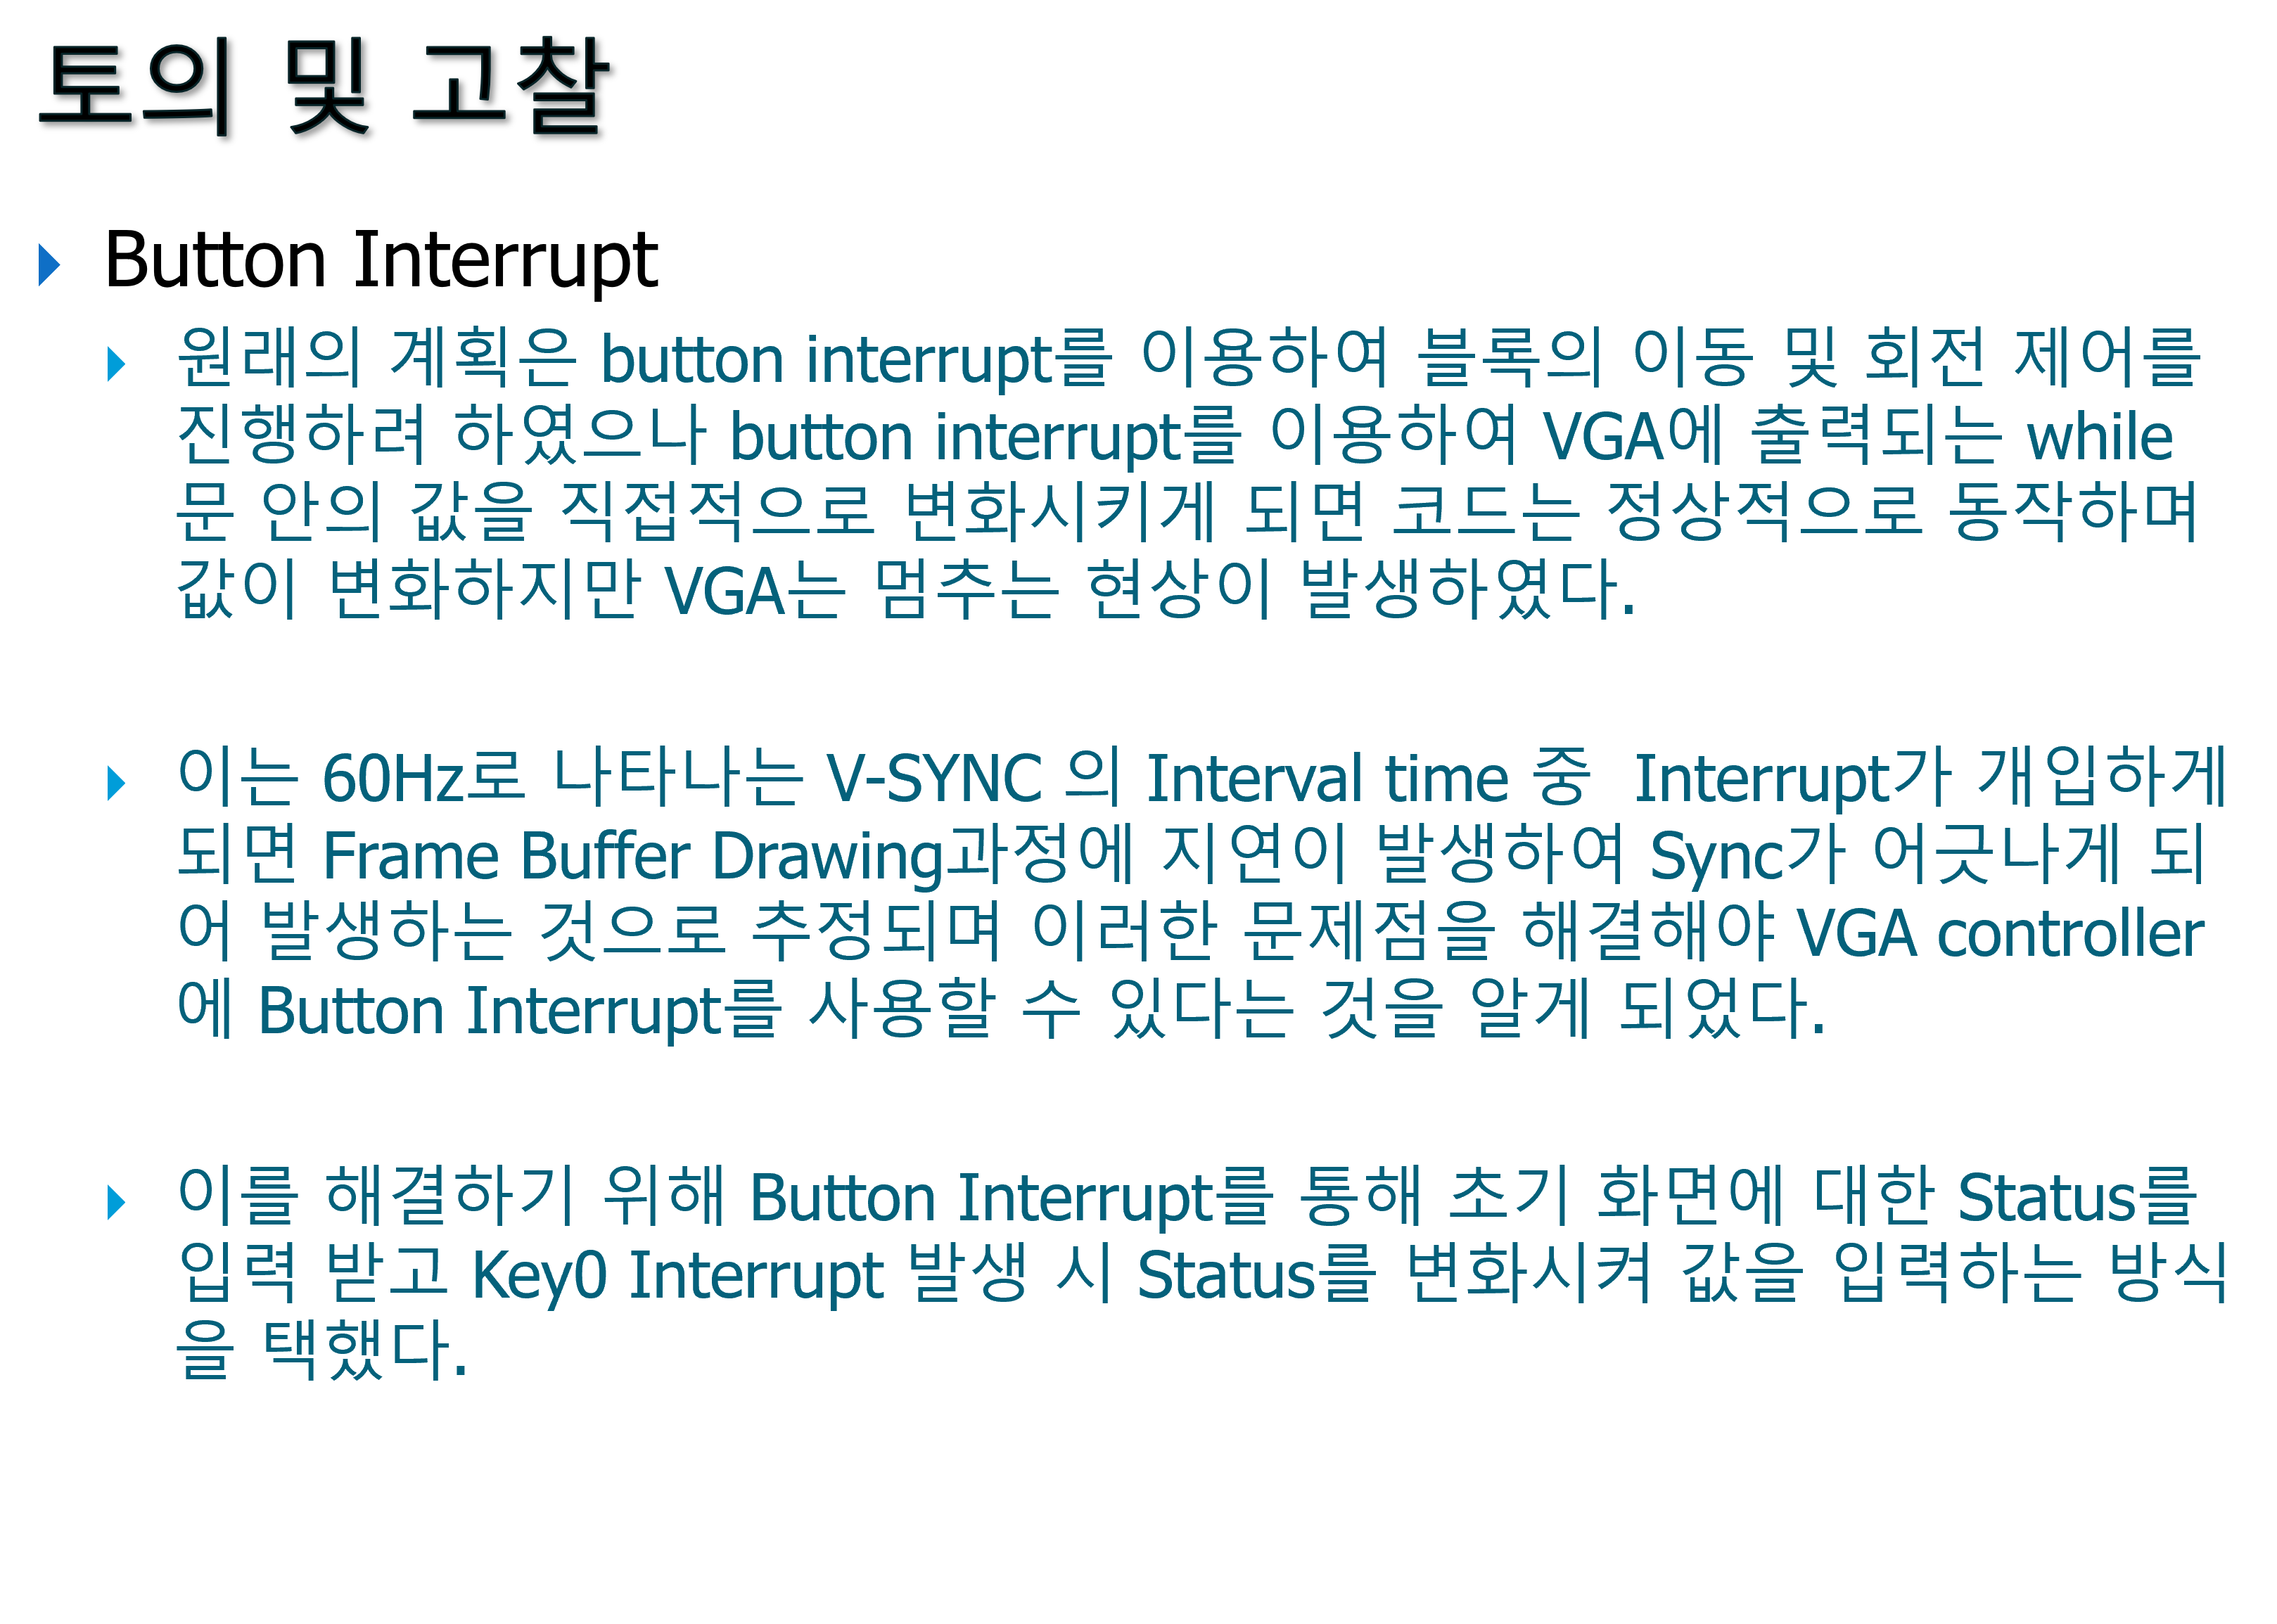 토의 및 고찰
Button Interrupt
원래의 계획은 button interrupt를 이용하여 블록의 이동 및 회전 제어를
진행하려 하였으나 button interrupt를 이용하여 VGA에 출력되는 while
문 안의 값을 직접적으로 변화시키게 되면 코드는 정상적으로 동작하며
값이 변화하지만 VGA는 멈추는 현상이 발생하였다.
이는 60Hz로 나타나는 V-SYNC 의 Interval time 중 Interrupt가 개입하게
되면 Frame Buffer Drawing과정에 지연이 발생하여 Sync가 어긋나게 되
어 발생하는 것으로 추정되며 이러한 문제점을 해결해야 VGA controller
에 Button Interrupt를 사용할 수 있다는 것을 알게 되었다.
이를 해결하기 위해 Button Interrupt를 통해 초기 화면에 대한 Status를
입력 받고 Key0 Interrupt 발생 시 Status를 변화시켜 값을 입력하는 방식
을 택했다.